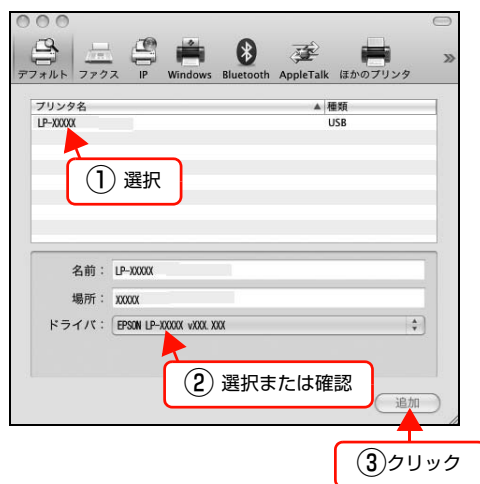 デフォルト ファクス IP Windows Bluetooth AppleTalk ほかのプリンタ »
プリンタ名 ▲ 種類
LP-XXXXX USB
① 選択
名前： LP-XXXXX
場所： XXXXX
ドライバ： EPSON LP-XXXXX vXXX. XXX
② 選択または確認
追加
③クリック